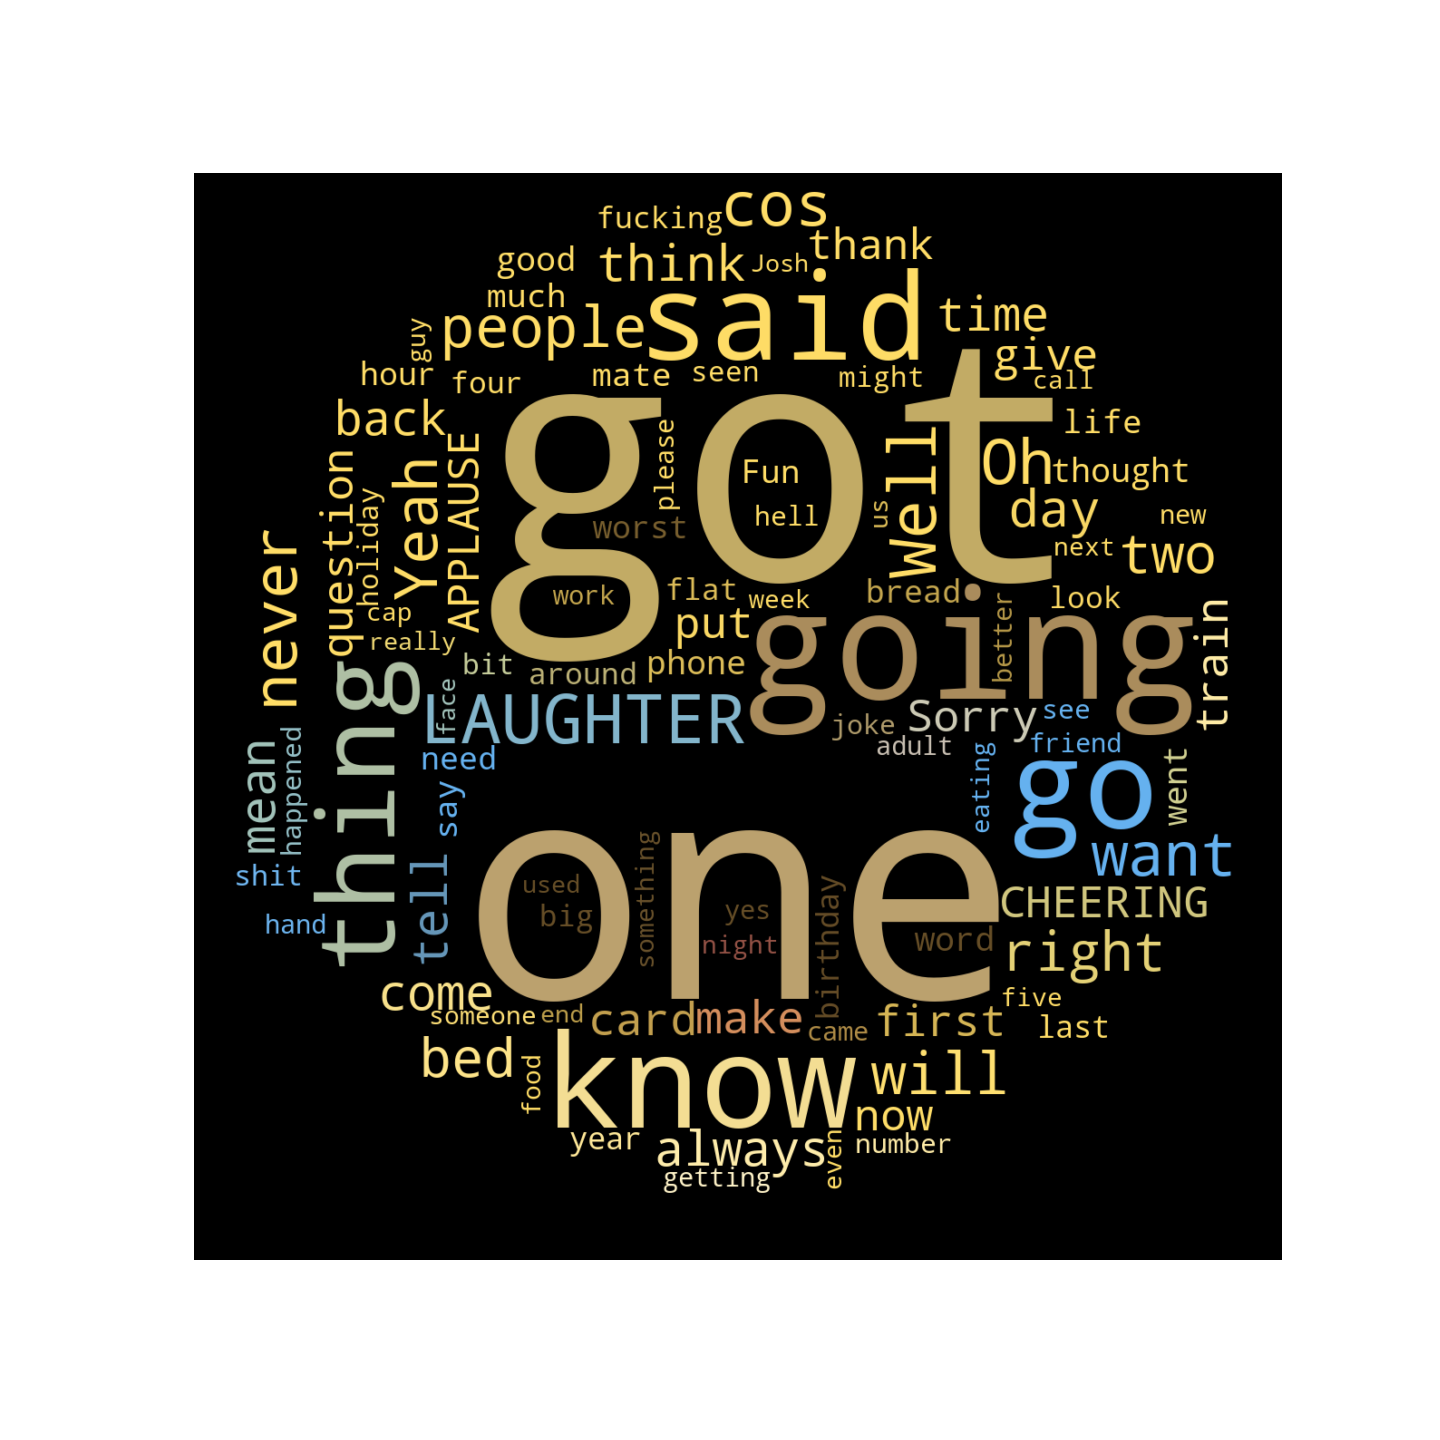 cos
fucking
thank
think
Josh
good
said
much
people
time
guy
give
hour
four
mate
seen
might
call
got
back
life
please
Well
Oh
thought
APPLAUSE
Yeah
question
Fun
holiday
hell
us
day
new
worst
never
next
two
work
flat
week
bread
better
look
cap
put
going
train
really
bit
around
phone
thing
face
LAUGHTER
joke
Sorry
see
adult
friend
need
mean
happened
say
eating
go
went
want
shit
hand
tell
one
used
big
something
yes
night
birthday
word
CHEERING
right
come
someone
end
card
make
came
first
five
last
bed
food
know
will
now
year
always
even
number
getting